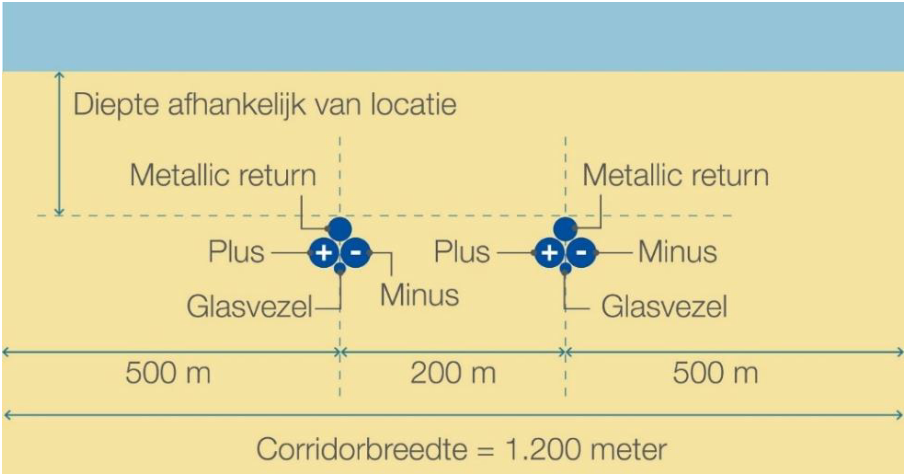 Diepte afhankelijk van locatie
Metallic return
Metallic return
Plus
+
-
Plus
+
-
Minus
Minus
Glasvezel
Glasvezel
500 m
200 m
500 m
Corridorbreedte = 1.200 meter